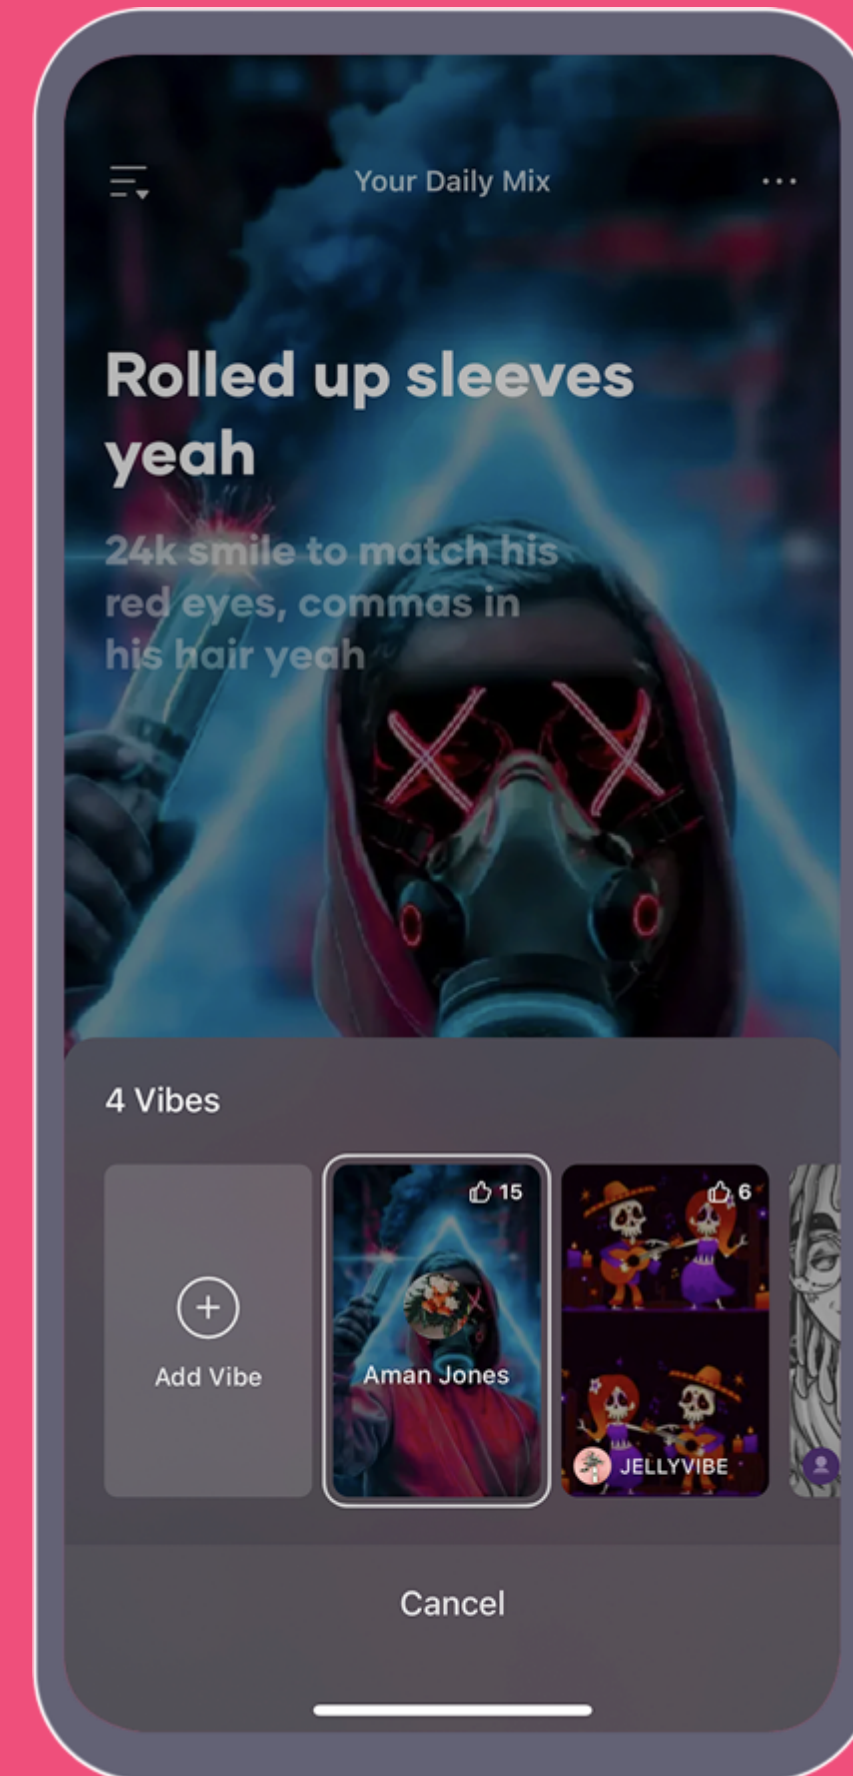 Your Daily Mix
Rolled up sleeves
yeah
24k smile to match his
red eyes, commas in
his hair yeah
4 Vibes
15
6
Add Vibe
Aman Jones
JELLYVIBE
Cancel